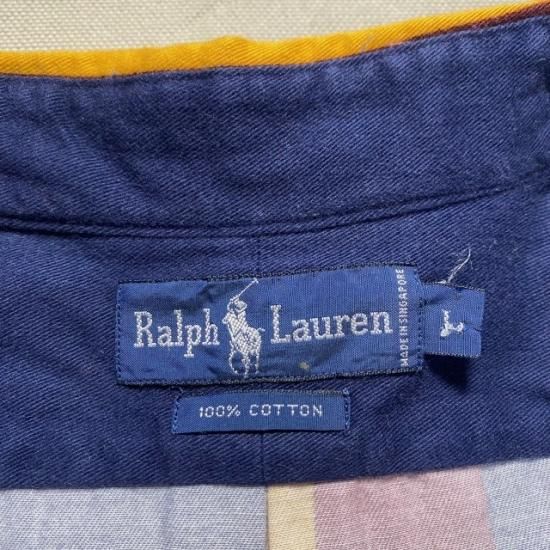 Ralph Lauren
MADE IN SINGAPORE
L
100% COTTON